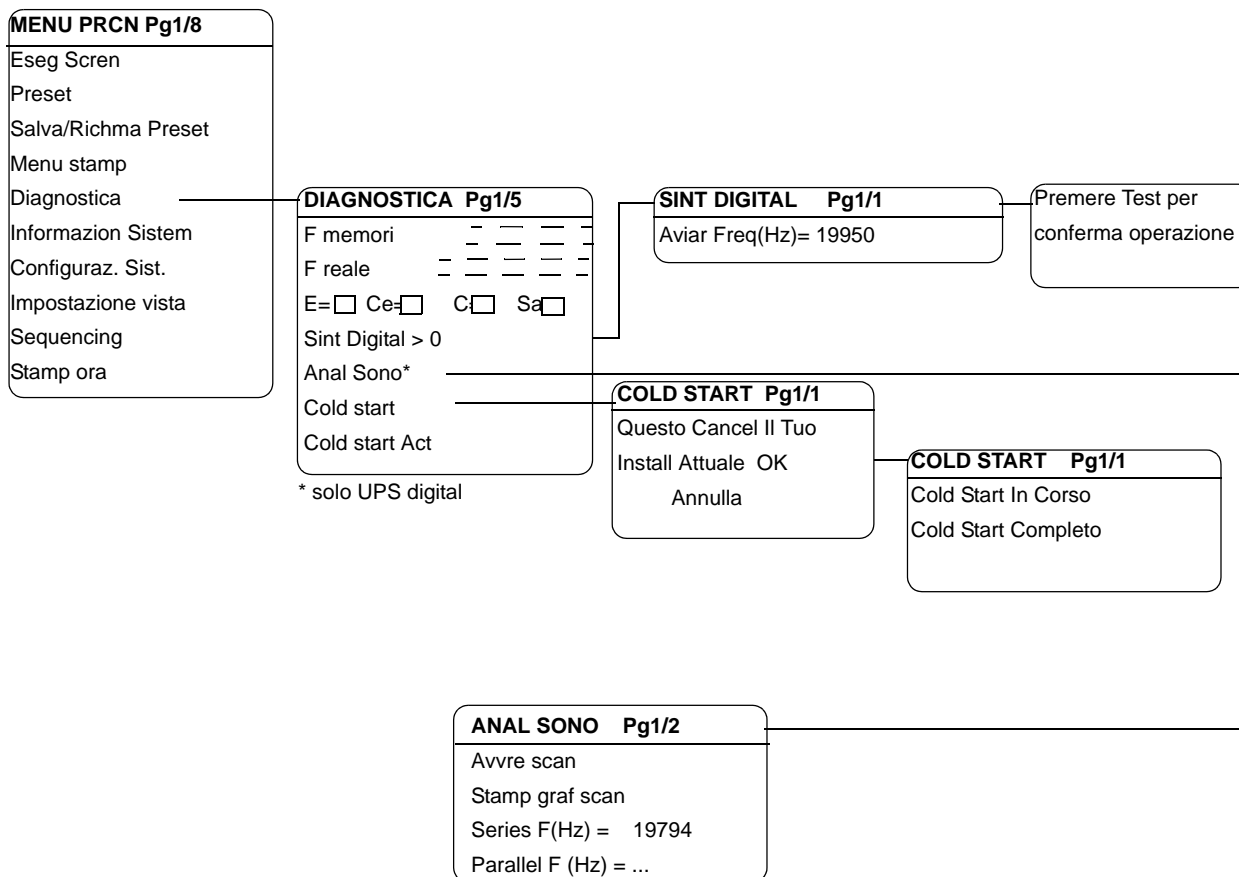 MENU PRCN Pg1/8
Eseg Scren
Preset
Salva/Richma Preset
Menu stamp
Diagnostica
Informazion Sistem
Configuraz. Sist.
Impostazione vista
Sequencing
Stamp ora
DIAGNOSTICA Pg1/5
F memori
F reale
E= Ce= C= Sa
Sint Digital > 0
Anal Sono*
Cold start
Cold start Act
* solo UPS digital
SINT DIGITAL Pg1/1
Aviar Freq(Hz)= 19950
Premere Test per
conferma operazione
COLD START Pg1/1
Questo Cancel Il Tuo
Install Attuale OK
Annulla
COLD START Pg1/1
Cold Start In Corso
Cold Start Completo
ANAL SONO Pg1/2
Avvre scan
Stamp graf scan
Series F(Hz) = 19794
Parallel F (Hz) = ...